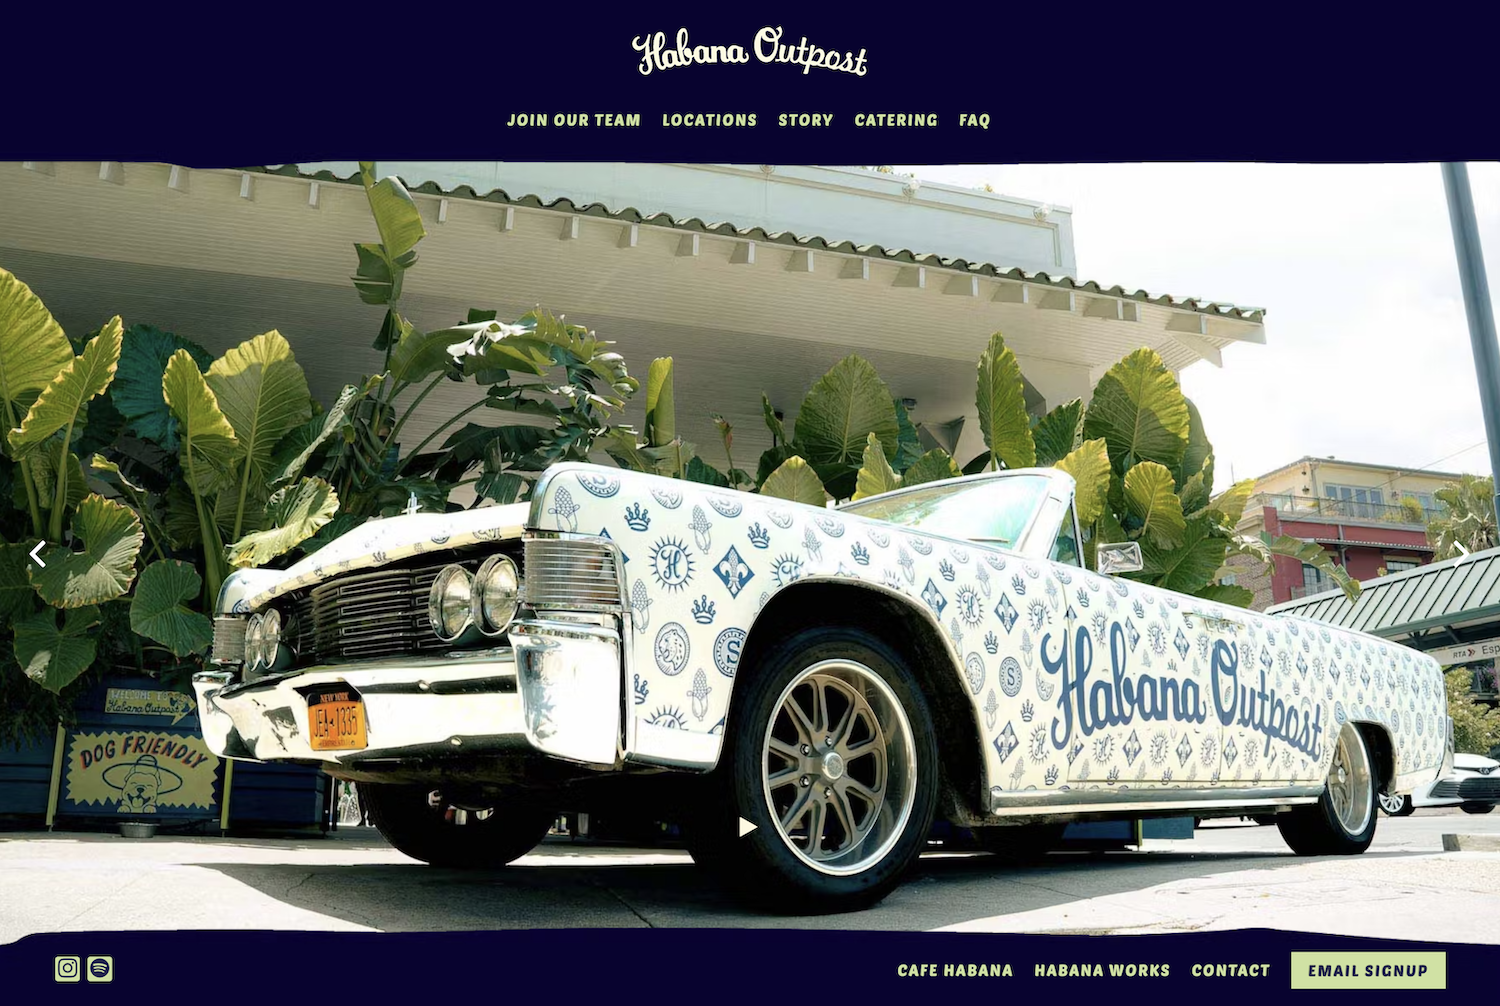 Habana Outpost
JOIN OUR TEAM LOCATIONS STORY CATERING FAQ
WELCOME TO
Habana Outpost
DOG FRIENDLY
NEW YORK
JEA 1335
H
S
Habana Outpost
RTA
CAFE HABANA HABANA WORKS CONTACT EMAIL SIGNUP